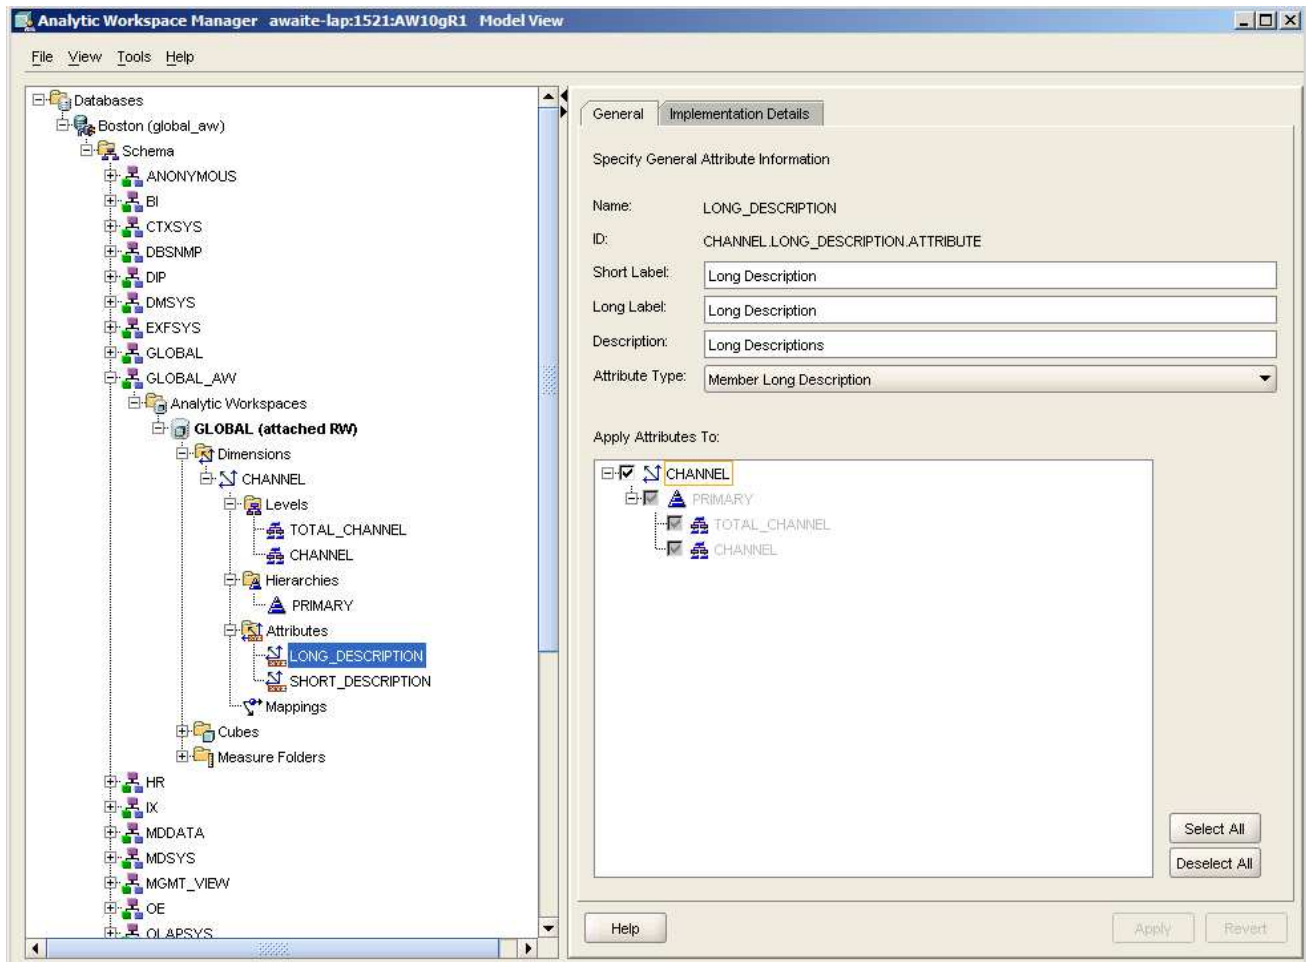 Analytic Workspace Manager awaite-lap:1521:AW10gR1 Model View
File View Tools Help
Databases
Boston (global_aw)
Schema
ANONYMOUS
BI
CTXSYS
DBSNMP
DIP
DMSYS
EXFSYS
GLOBAL
GLOBAL_AW
Analytic Workspaces
GLOBAL (attached RW)
Dimensions
CHANNEL
Levels
TOTAL_CHANNEL
CHANNEL
Hierarchies
PRIMARY
Attributes
LONG_DESCRIPTION
SHORT_DESCRIPTION
Mappings
Cubes
Measure Folders
HR
IX
MDDATA
MDSYS
MGMT_VIEW
OE
OLAPSYS
General Implementation Details
Specify General Attribute Information
Name: LONG_DESCRIPTION
ID: CHANNEL.LONG_DESCRIPTION.ATTRIBUTE
Short Label: Long Description
Long Label: Long Description
Description: Long Descriptions
Attribute Type: Member Long Description
Apply Attributes To:
CHANNEL
PRIMARY
TOTAL_CHANNEL
CHANNEL
Select All
Deselect All
Help Apply Revert